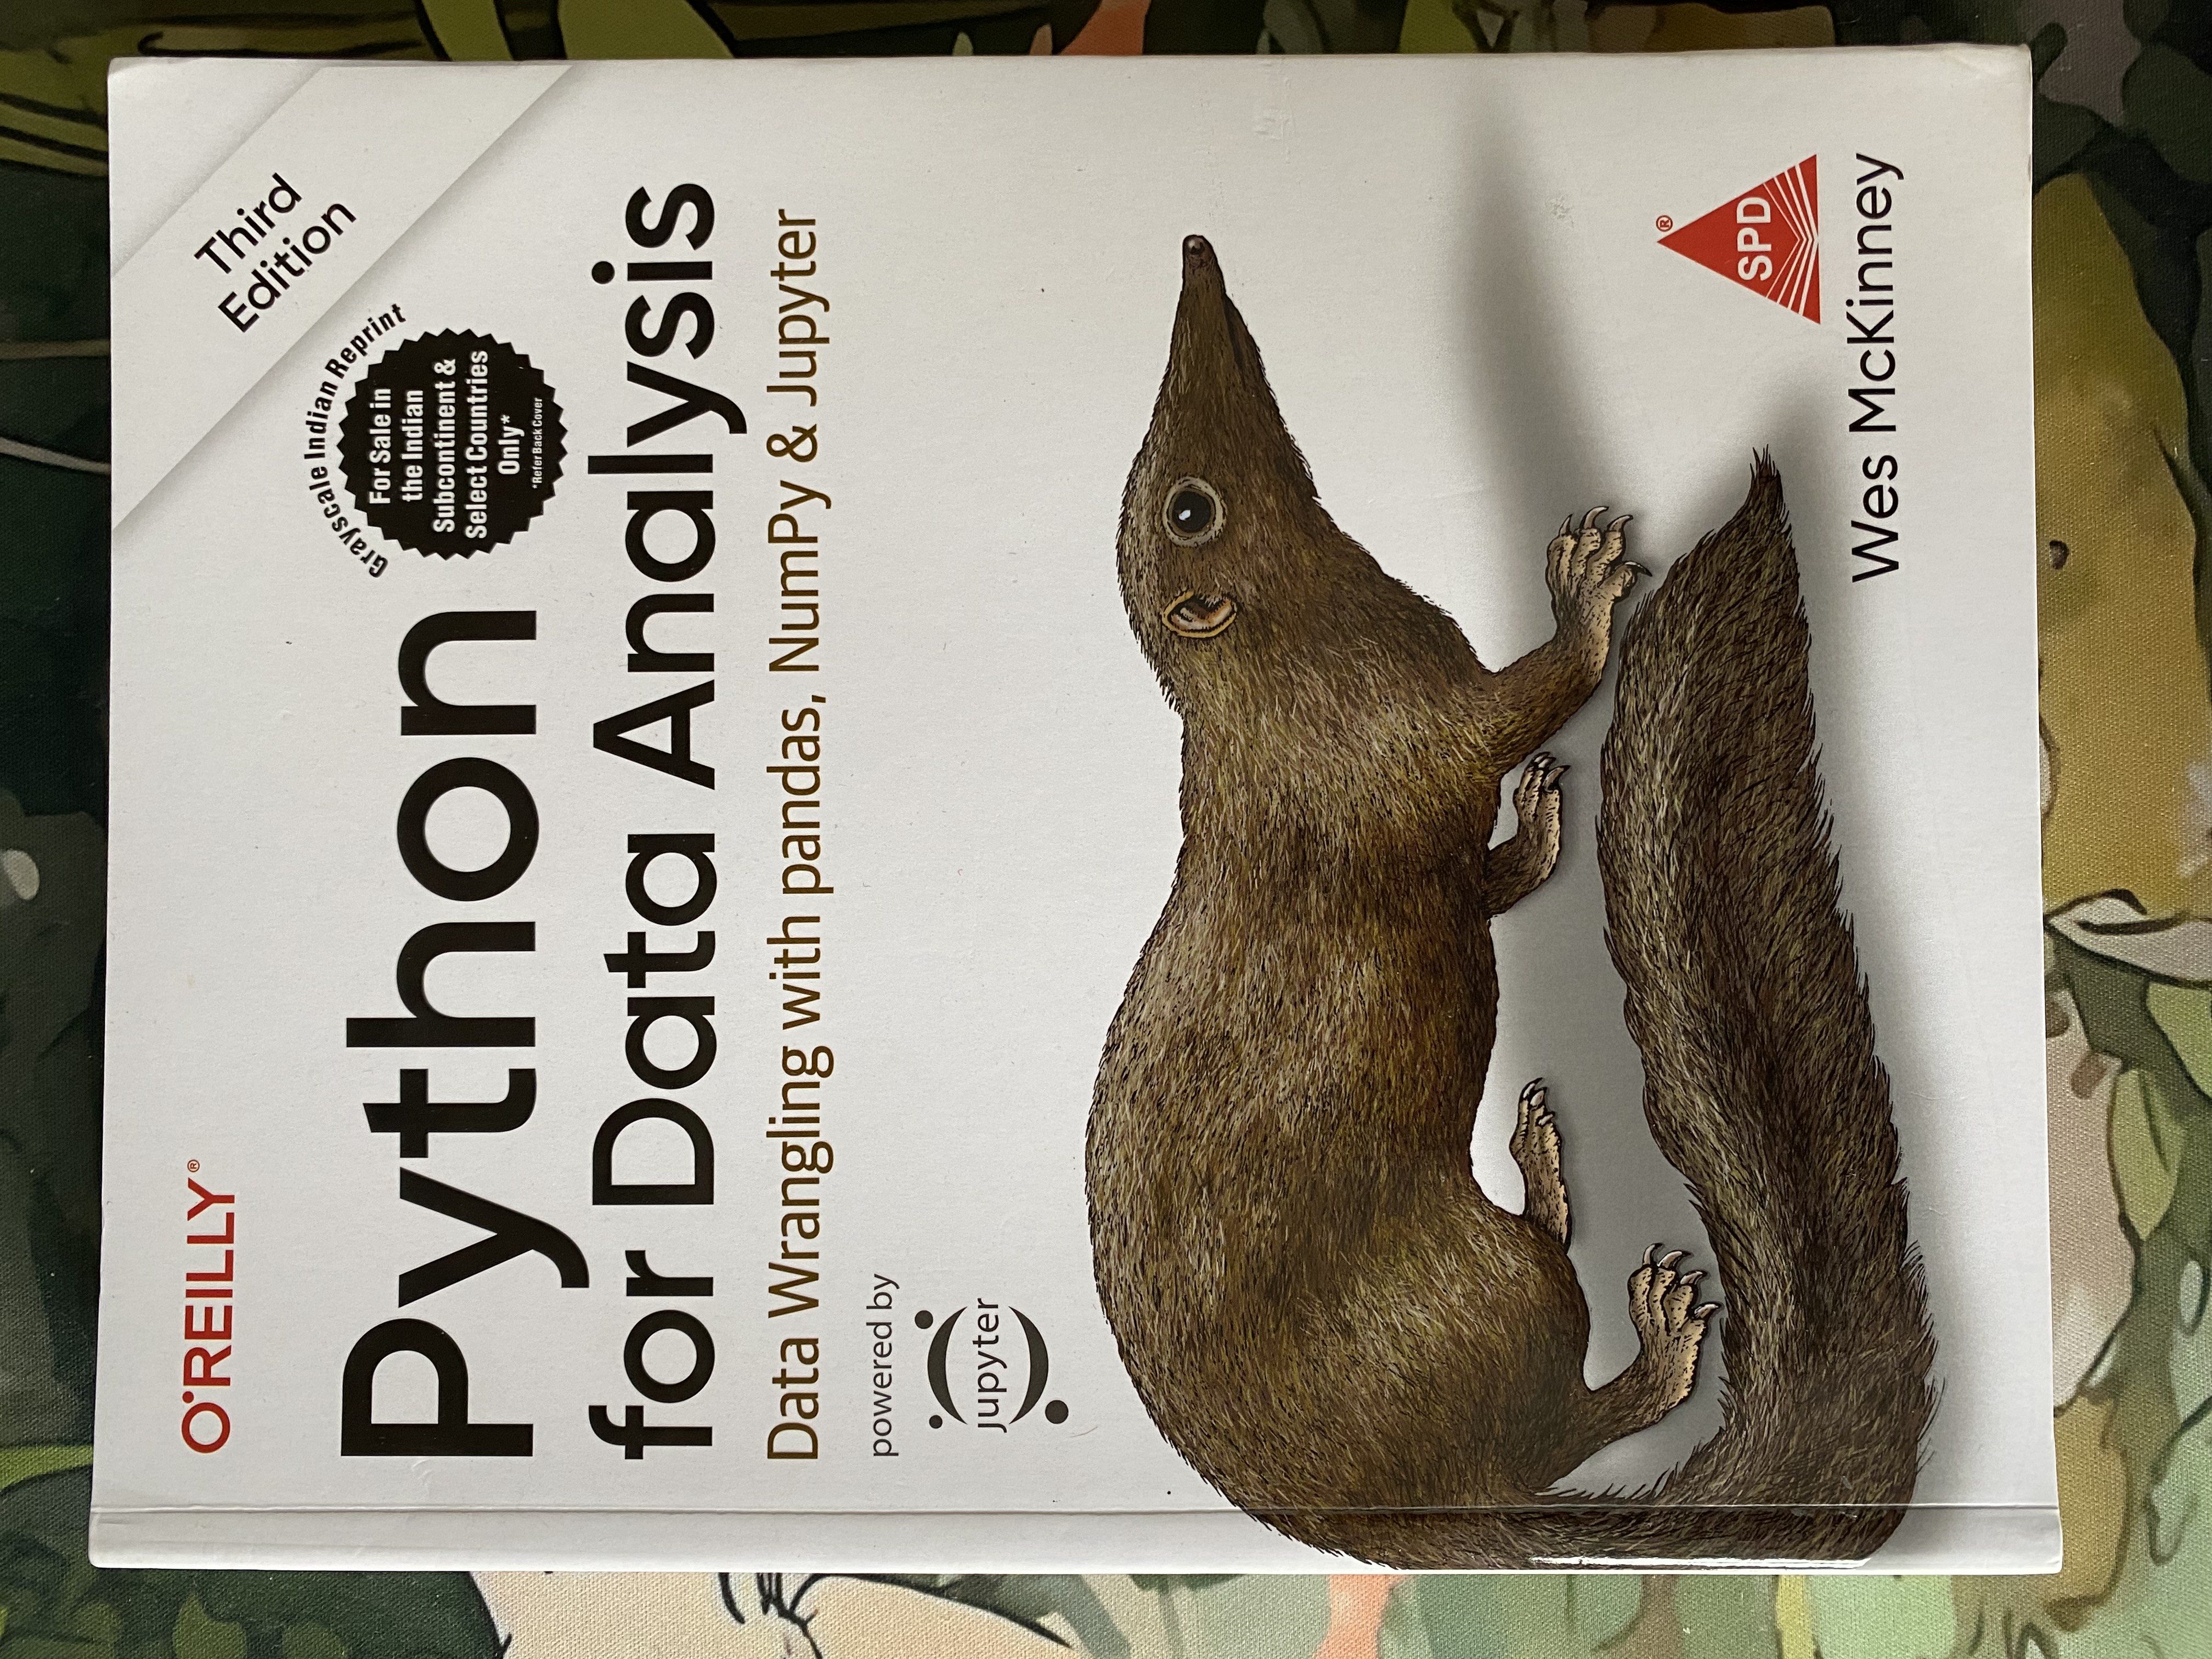 O'REILLY®
Third
Edition
Grayscale Indian Reprint
For Sale in
the Indian
Subcontinent &
Select Countries
Only*
*Refer Back Cover
Python
for Data Analysis
Data Wrangling with pandas, NumPy & Jupyter
powered by
jupyter
®
SPD
Wes McKinney